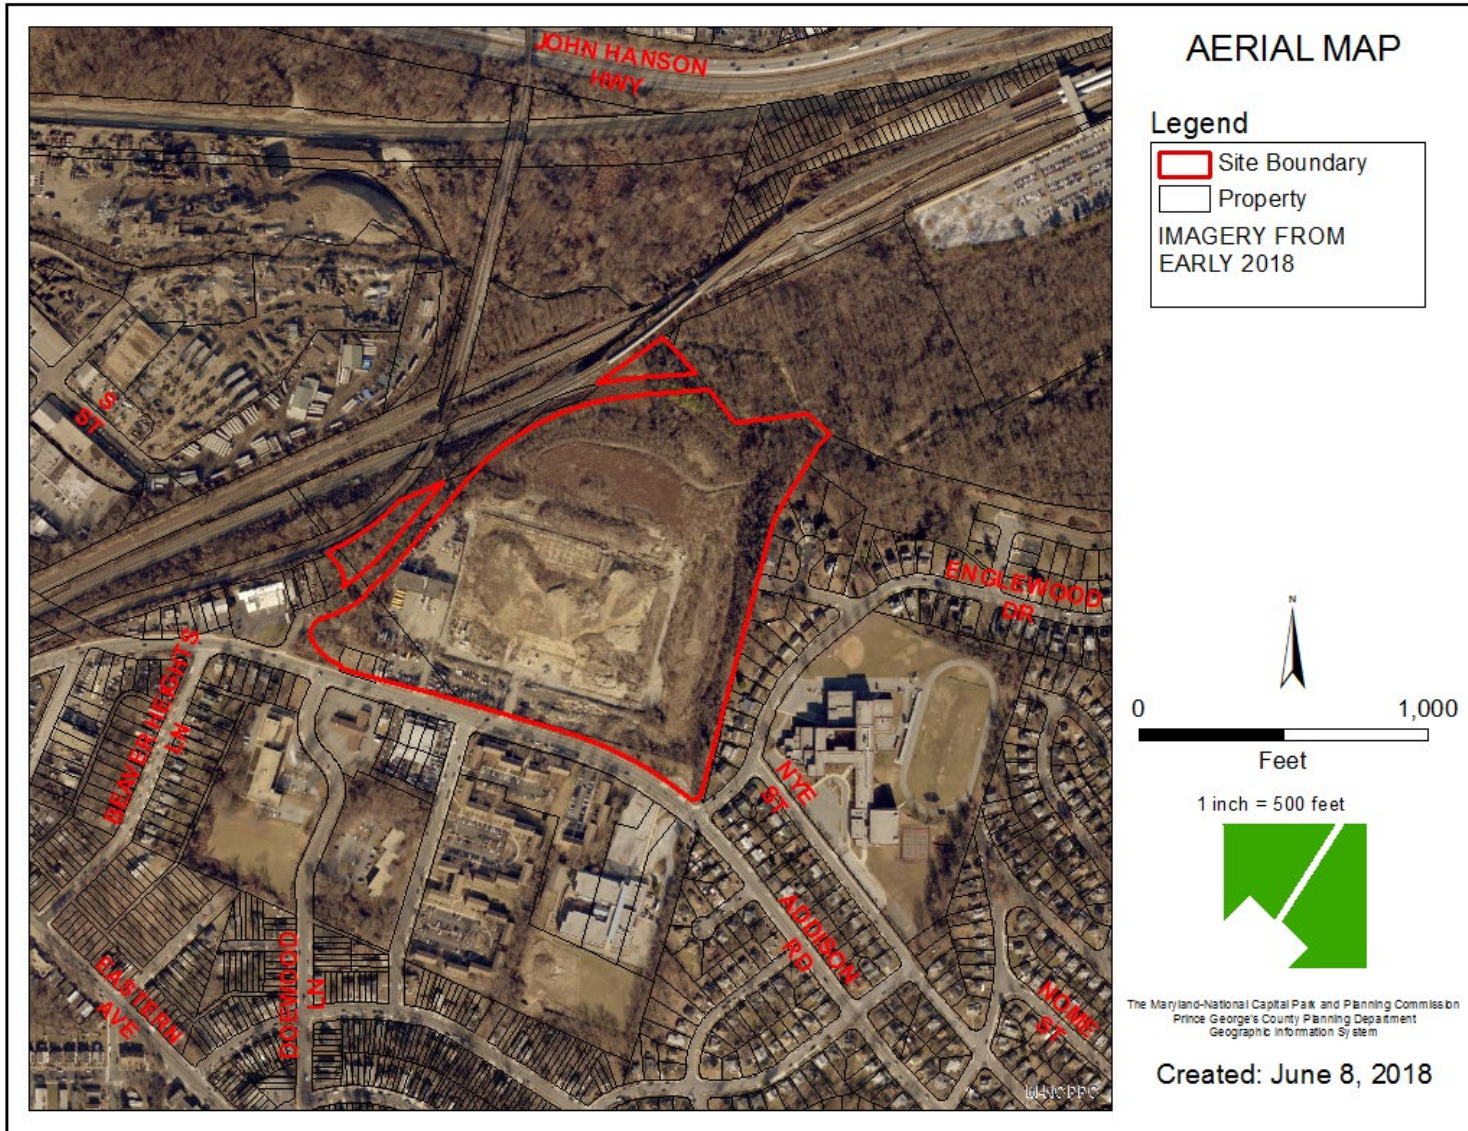 AERIAL MAP
Legend
Site Boundary
Property
IMAGERY FROM
EARLY 2018
JOHN HANSON
HWY
S
ST
ENGLEWOOD
DR
BEAVER HEIGHTS
LN
NYE
ST
ADDISON
RD
EASTERN
AVE
DOEWOOD
LN
NOME
ST
M-NCPPC
N
0 1,000
Feet
1 inch = 500 feet
The Maryland-National Capital Park and Planning Commission
Prince George's County Planning Department
Geographic Information System
Created: June 8, 2018